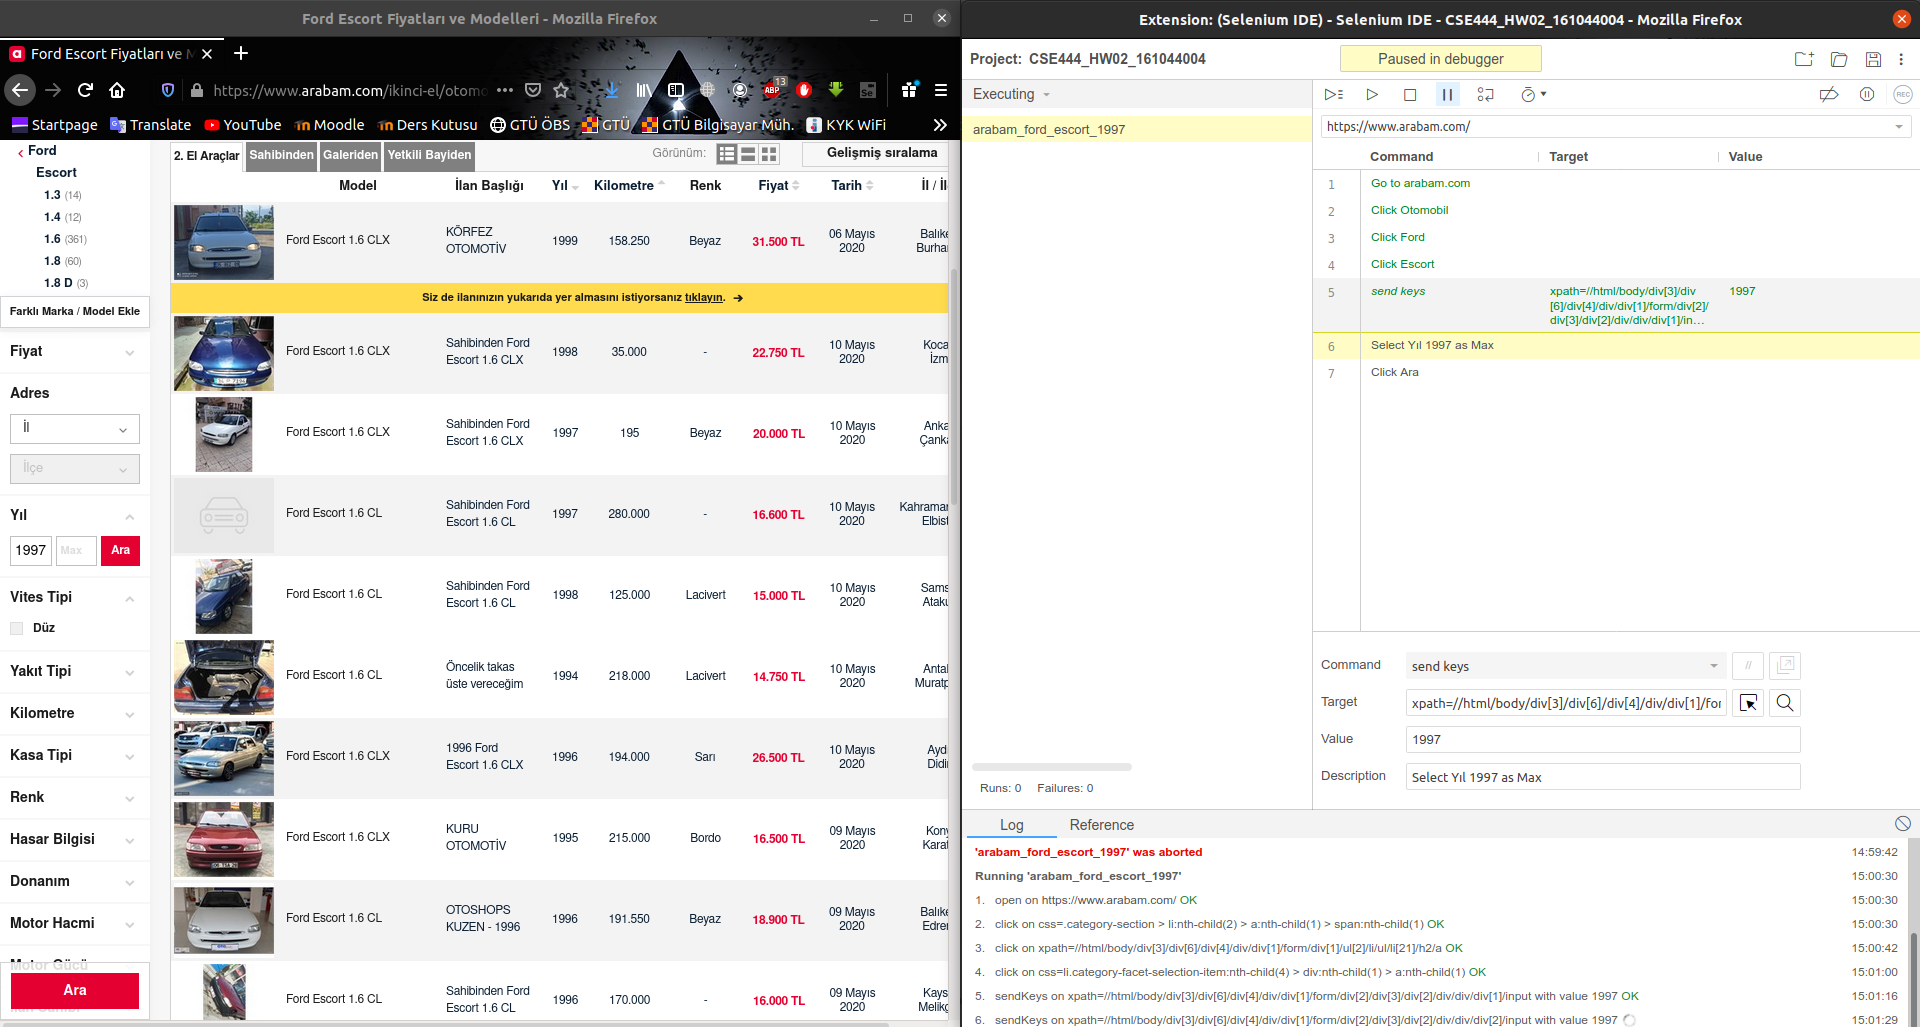 Ford Escort Fiyatları ve Modelleri - Mozilla Firefox
Ford Escort Fiyatları ve M
https://www.arabam.com/ikinci-el/otomo
13
ABP
Se
Startpage
Translate
YouTube
Moodle
Ders Kutusu
GTÜ ÖBS
GTÜ
GTÜ Bilgisayar Müh.
KYK WiFi
Ford
Escort
1.3 (14)
1.4 (12)
1.6 (361)
1.8 (60)
1.8 D (3)
Farklı Marka / Model Ekle
Fiyat
Adres
İl
İlçe
Yıl
1997 Max Ara
Vites Tipi
Düz
Yakıt Tipi
Kilometre
Kasa Tipi
Renk
Hasar Bilgisi
Donanım
Motor Hacmi
Motor Gücü
Ara
2. El Araçlar Sahibinden Galeriden Yetkili Bayiden Görünüm: Gelişmiş sıralama
Model İlan Başlığı Yıl Kilometre Renk Fiyat Tarih İl / İl
Ford Escort 1.6 CLX KÖRFEZ OTOMOTİV 1999 158.250 Beyaz 31.500 TL 06 Mayıs 2020 Balıke Burha
Siz de ilanınızın yukarıda yer almasını istiyorsanız tıklayın. →
Ford Escort 1.6 CLX Sahibinden Ford Escort 1.6 CLX 1998 35.000 - 22.750 TL 10 Mayıs 2020 Koca İzm
Ford Escort 1.6 CLX Sahibinden Ford Escort 1.6 CLX 1997 195 Beyaz 20.000 TL 10 Mayıs 2020 Anka Çanka
Ford Escort 1.6 CL Sahibinden Ford Escort 1.6 CL 1997 280.000 - 16.600 TL 10 Mayıs 2020 Kahramar Elbist
Ford Escort 1.6 CL Sahibinden Ford Escort 1.6 CL 1998 125.000 Lacivert 15.000 TL 10 Mayıs 2020 Sams Ataku
Ford Escort 1.6 CL Öncelik takas üste vereceğim 1994 218.000 Lacivert 14.750 TL 10 Mayıs 2020 Antal Muratp
Ford Escort 1.6 CLX 1996 Ford Escort 1.6 CLX 1996 194.000 Sarı 26.500 TL 10 Mayıs 2020 Aydı Didi
Ford Escort 1.6 CLX KURU OTOMOTİV 1995 215.000 Bordo 16.500 TL 09 Mayıs 2020 Kony Karat
Ford Escort 1.6 CL OTOSHOPS KUZEN - 1996 1996 191.550 Beyaz 18.900 TL 09 Mayıs 2020 Balıke Edrer
Ford Escort 1.6 CL Sahibinden Ford Escort 1.6 CL 1996 170.000 - 16.000 TL 09 Mayıs 2020 Kays Melikg
Extension: (Selenium IDE) - Selenium IDE - CSE444_HW02_161044004 - Mozilla Firefox
Project: CSE444_HW02_161044004
Paused in debugger
Executing
REC
arabam_ford_escort_1997
https://www.arabam.com/
Command Target Value
1 Go to arabam.com
2 Click Otomobil
3 Click Ford
4 Click Escort
5 send keys xpath=//html/body/div[3]/div 1997
[6]/div[4]/div/div[1]/form/div[2]/
div[3]/div[2]/div/div/div[1]/in...
6 Select Yıl 1997 as Max
7 Click Ara
Command send keys //
Target xpath=//html/body/div[3]/div[6]/div[4]/div/div[1]/for
Value 1997
Description Select Yıl 1997 as Max
Runs: 0 Failures: 0
Log Reference
'arabam_ford_escort_1997' was aborted 14:59:42
Running 'arabam_ford_escort_1997' 15:00:30
1. open on https://www.arabam.com/ OK 15:00:30
2. click on css=.category-section > li:nth-child(2) > a:nth-child(1) > span:nth-child(1) OK 15:00:30
3. click on xpath=//html/body/div[3]/div[6]/div[4]/div/div[1]/form/div[1]/ul[2]/li/ul/li[21]/h2/a OK 15:00:42
4. click on css=li.category-facet-selection-item:nth-child(4) > div:nth-child(1) > a:nth-child(1) OK 15:01:00
5. sendKeys on xpath=//html/body/div[3]/div[6]/div[4]/div/div[1]/form/div[2]/div[3]/div[2]/div/div/div[1]/input with value 1997 OK 15:01:16
6. sendKeys on xpath=//html/body/div[3]/div[6]/div[4]/div/div[1]/form/div[2]/div[3]/div[2]/div/div/div[2]/input with value 1997 15:01:29